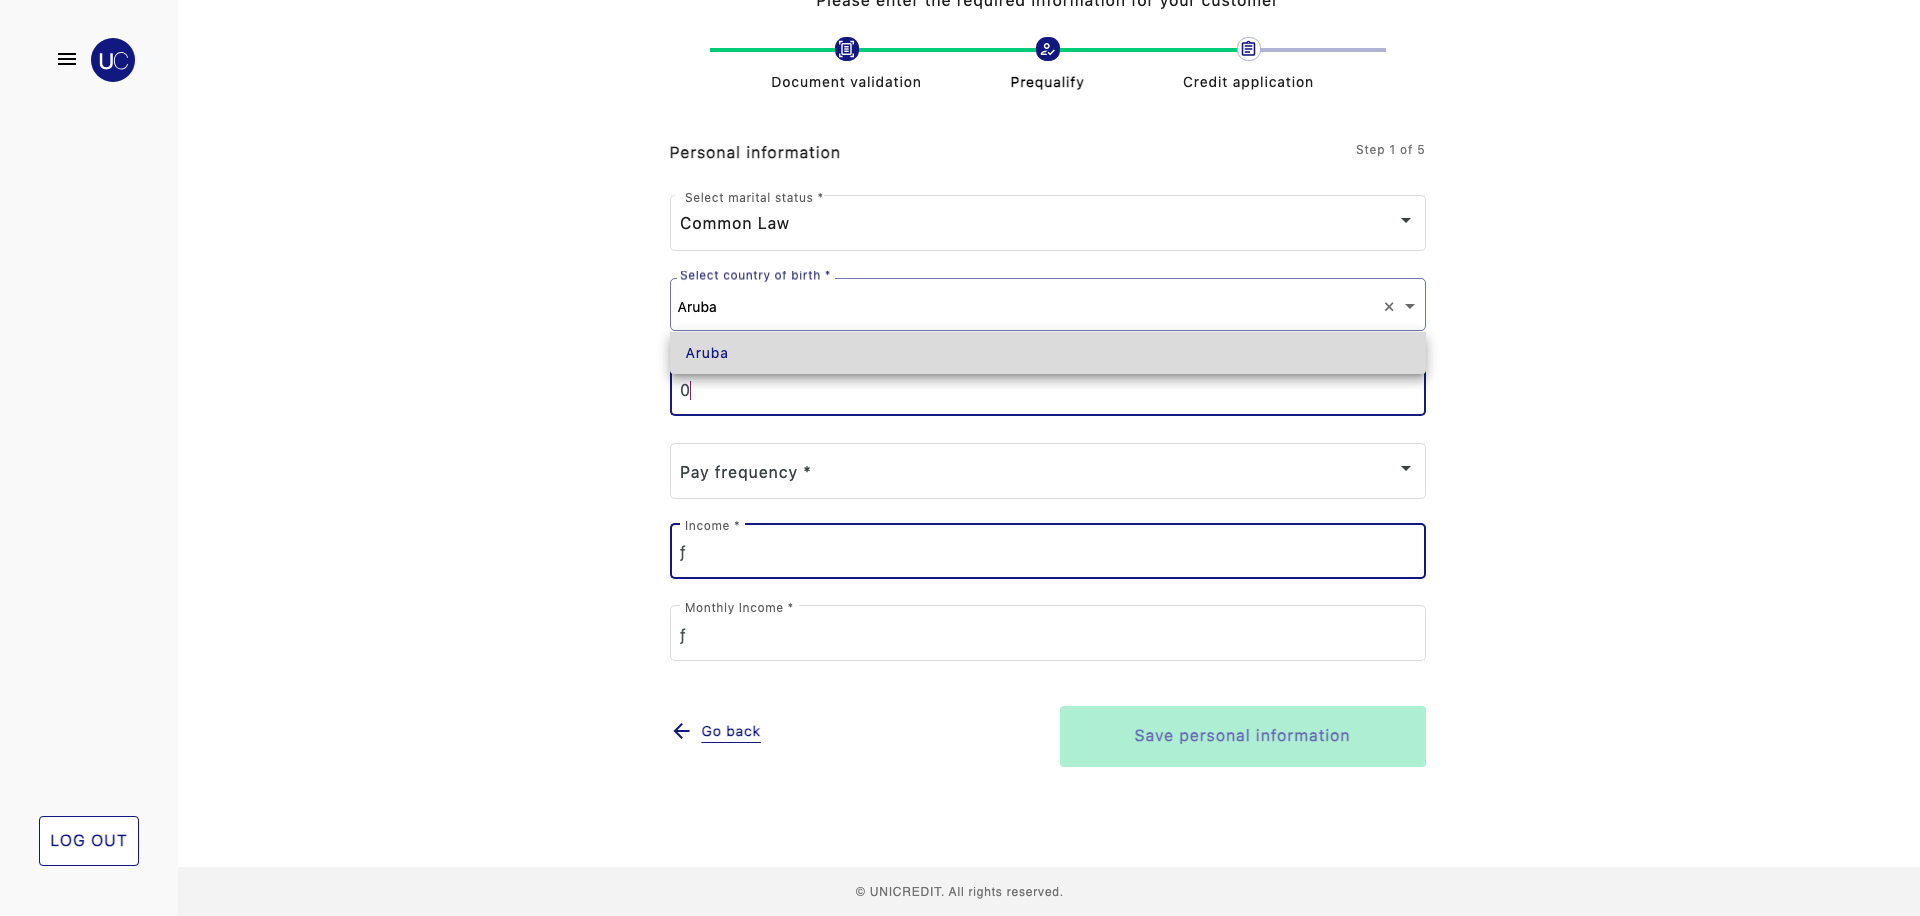 Please enter the required information for your customer
UC
Document validation
Prequalify
Credit application
Personal information
Step 1 of 5
Select marital status *
Common Law
Select country of birth *
Aruba
Aruba
0
Pay frequency *
Income *
ƒ
Monthly Income *
ƒ
Go back
Save personal information
LOG OUT
© UNICREDIT. All rights reserved.